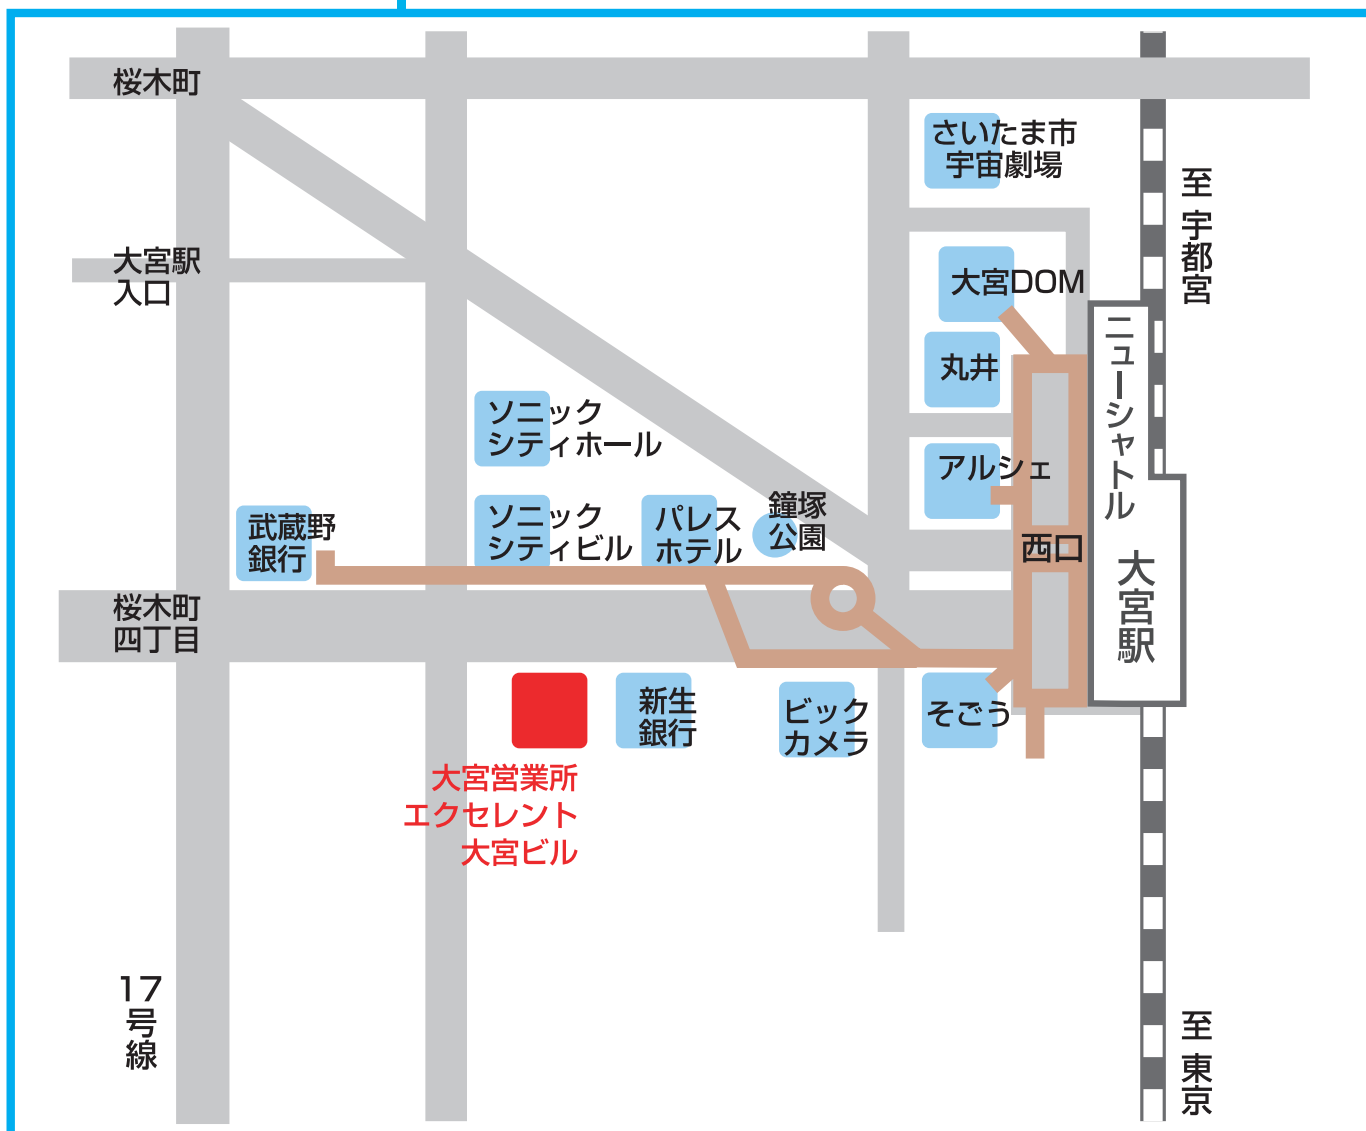 桜木町
さいたま市
宇宙劇場
至 宇都宮
大宮駅
入口
大宮DOM
ニューシャトル
丸井
ソニック
シティホール
アルシェ
武蔵野
銀行
ソニック
シティビル
パレス
ホテル
鐘塚
公園
西口
大宮駅
桜木町
四丁目
新生
銀行
ビック
カメラ
そごう
大宮営業所
エクセレント
大宮ビル
17号線
至 東京